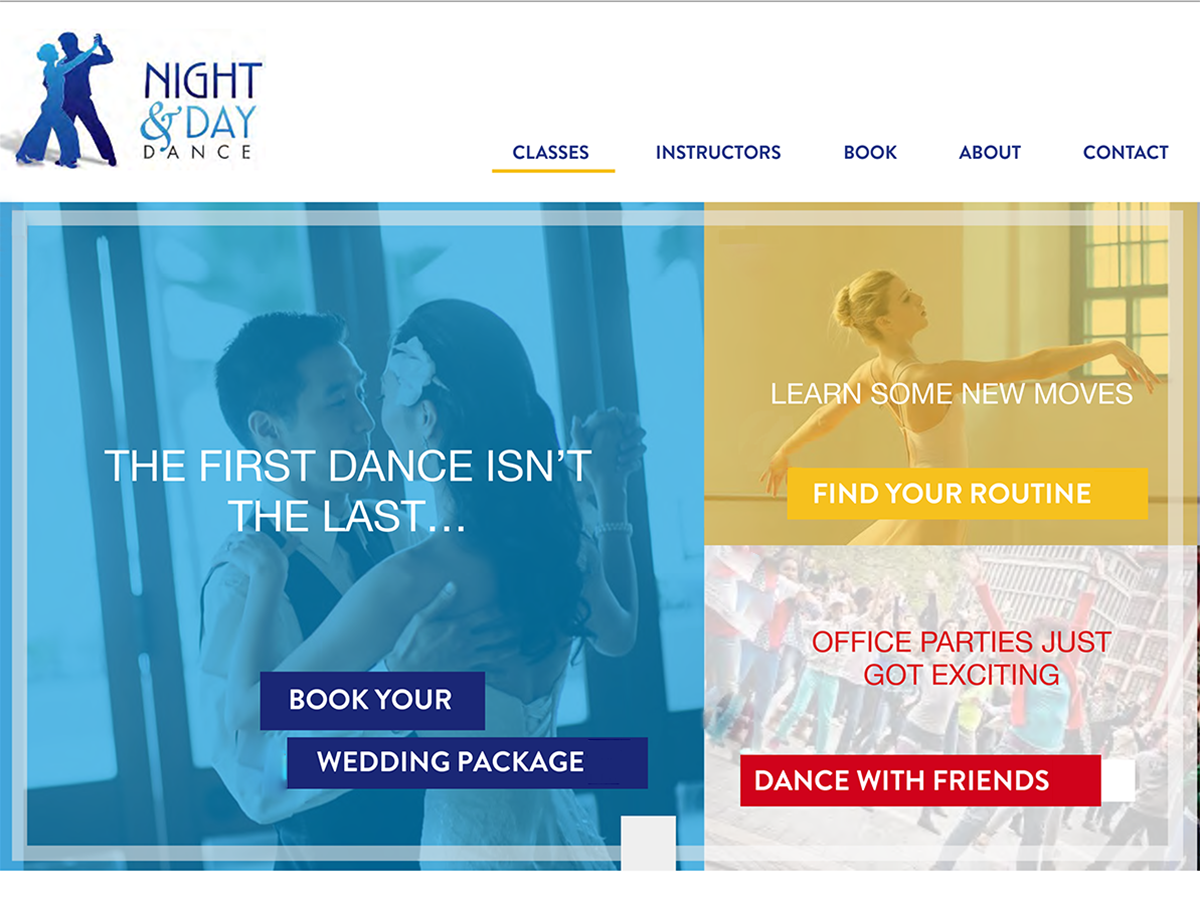 NIGHT
& DAY
DANCE
CLASSES
INSTRUCTORS
BOOK
ABOUT
CONTACT
THE FIRST DANCE ISN’T
THE LAST...
BOOK YOUR
WEDDING PACKAGE
LEARN SOME NEW MOVES
FIND YOUR ROUTINE
OFFICE PARTIES JUST
GOT EXCITING
DANCE WITH FRIENDS